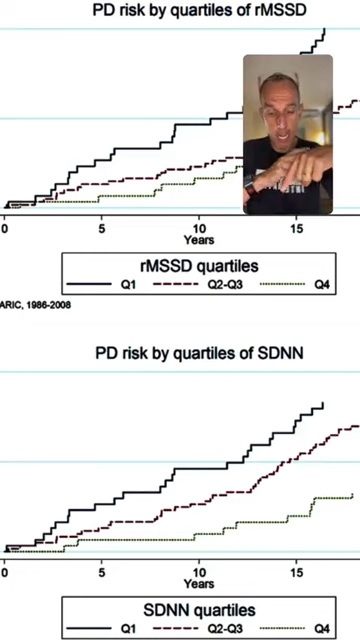 PD risk by quartiles of rMSSD
0 5 10 15
Years
rMSSD quartiles
Q1 Q2-Q3 Q4
ARIC, 1986-2008
PD risk by quartiles of SDNN
0 5 10 15
Years
SDNN quartiles
Q1 Q2-Q3 Q4